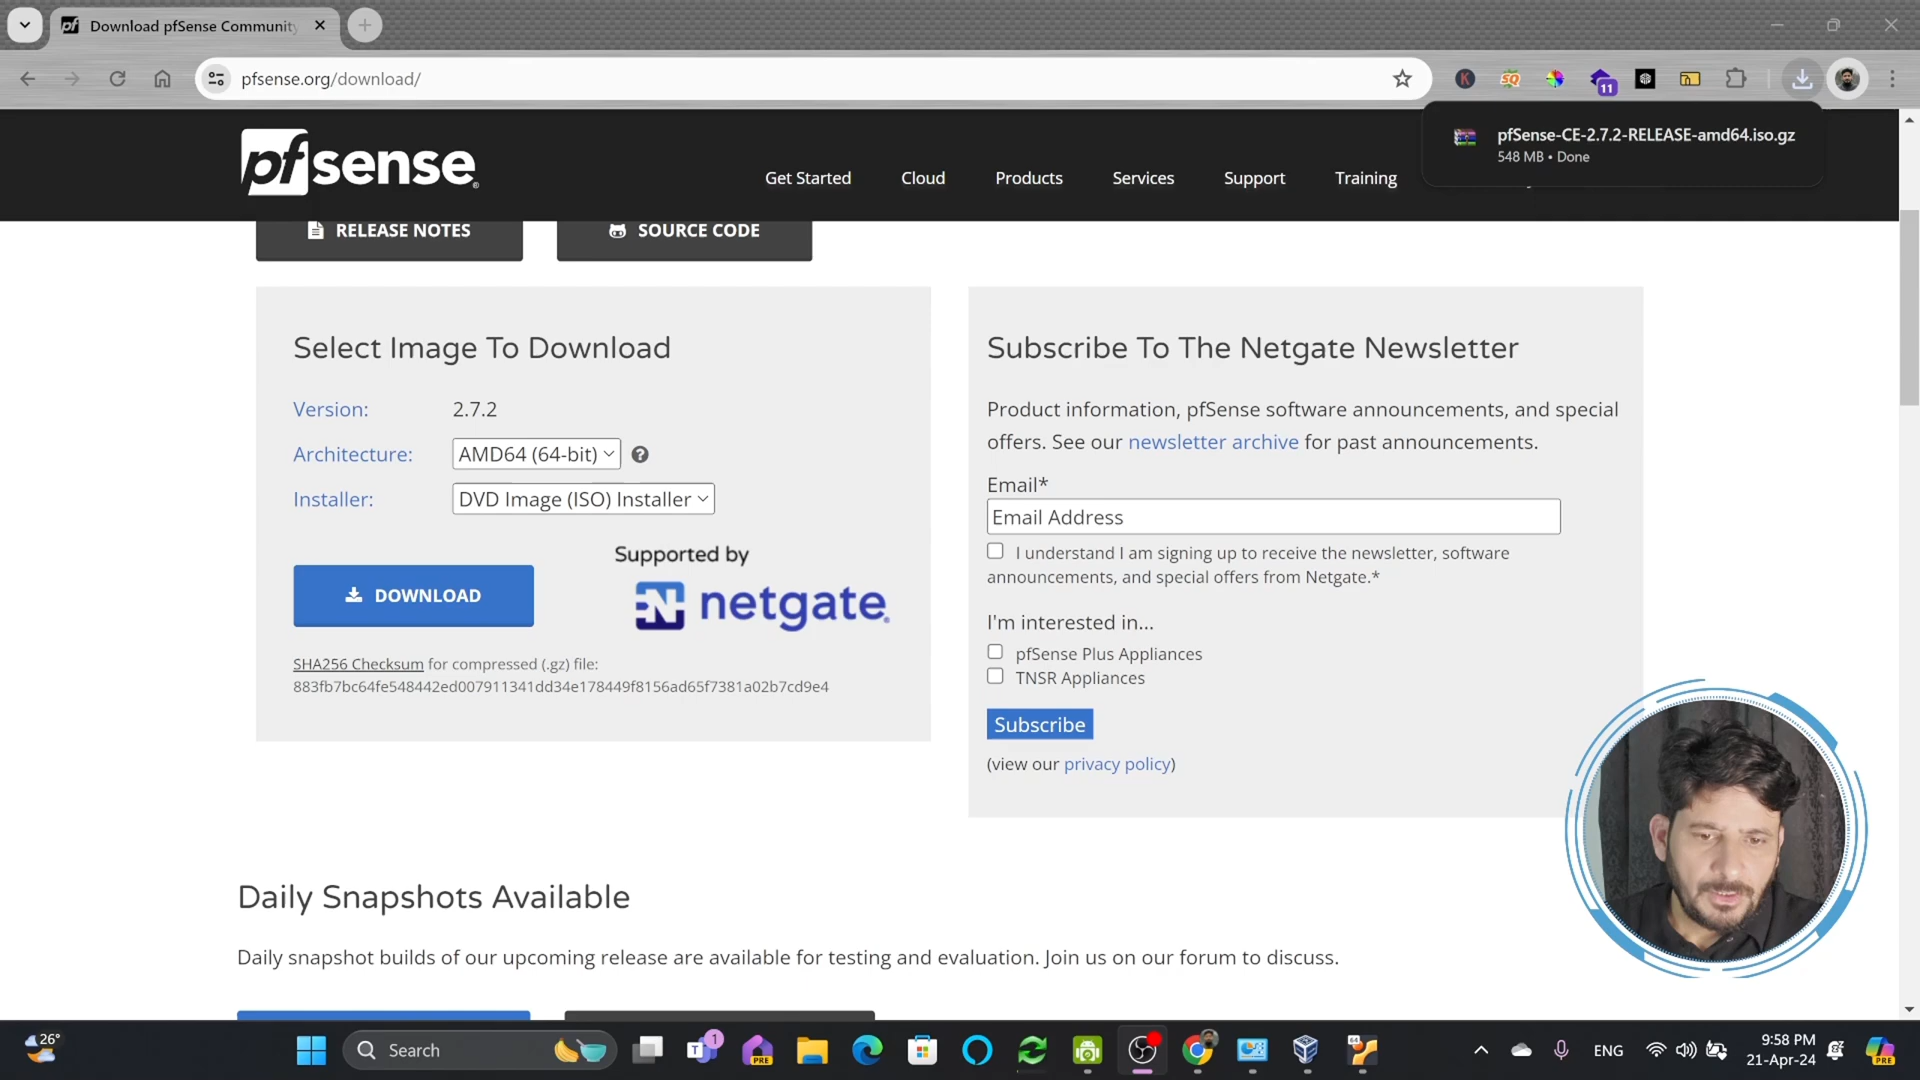 Download pfSense Community
pfsense.org/download/
11
pfSense-CE-2.7.2-RELEASE-amd64.iso.gz
548 MB • Done
pfsense
Get Started
Cloud
Products
Services
Support
Training
RELEASE NOTES
SOURCE CODE
Select Image To Download
Version:
2.7.2
Architecture:
AMD64 (64-bit)
Installer:
DVD Image (ISO) Installer
Supported by
netgate
DOWNLOAD
SHA256 Checksum for compressed (.gz) file:
883fb7bc64fe548442ed007911341dd34e178449f8156ad65f7381a02b7cd9e4
Subscribe To The Netgate Newsletter
Product information, pfSense software announcements, and special
offers. See our newsletter archive for past announcements.
Email*
Email Address
I understand I am signing up to receive the newsletter, software
announcements, and special offers from Netgate.*
I'm interested in...
pfSense Plus Appliances
TNSR Appliances
Subscribe
(view our privacy policy)
Daily Snapshots Available
Daily snapshot builds of our upcoming release are available for testing and evaluation. Join us on our forum to discuss.
26°
Search
1
PRE
64
ENG
9:58 PM
21-Apr-24
PRE